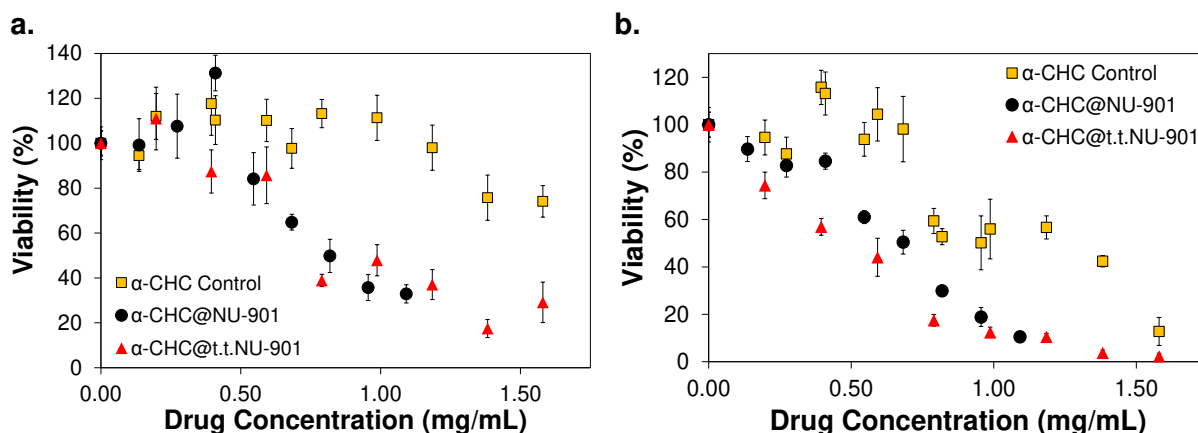 a.
140
120
100
80
60
40
20
0
Viability (%)
α-CHC Control
α-CHC@NU-901
α-CHC@t.t.NU-901
0.00 0.50 1.00 1.50
Drug Concentration (mg/mL)
b.
120
100
80
60
40
20
0
Viability (%)
α-CHC Control
α-CHC@NU-901
α-CHC@t.t.NU-901
0.00 0.50 1.00 1.50
Drug Concentration (mg/mL)